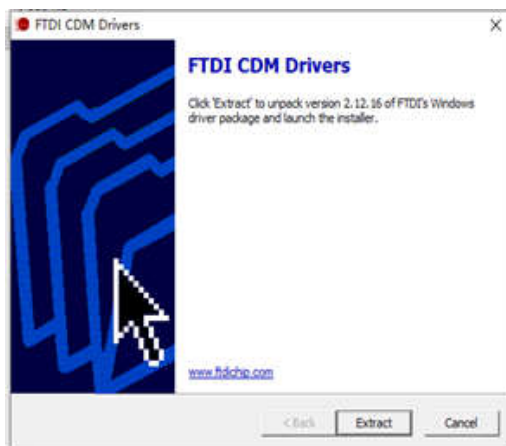 FTDI CDM Drivers
FTDI CDM Drivers
Click 'Extract' to unpack version 2.12.16 of FTDI's Windows
driver package and launch the installer.
www.ftdichip.com
< Back
Extract
Cancel